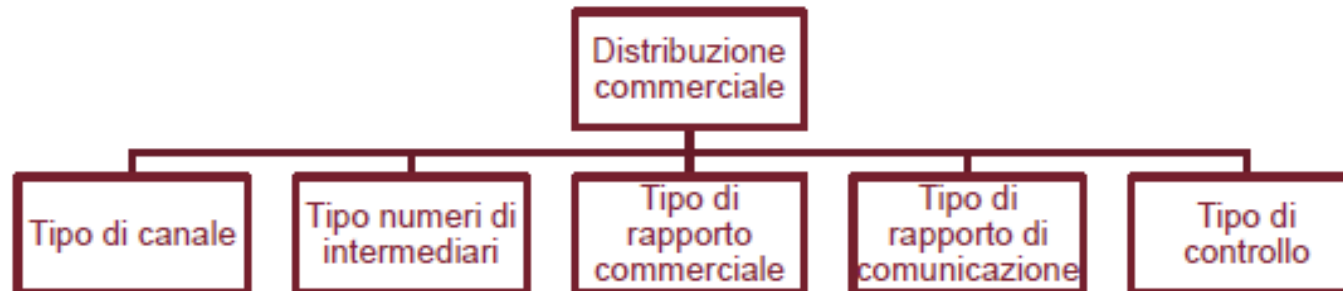 Distribuzione
commerciale
Tipo di canale
Tipo numeri di
intermediari
Tipo di
rapporto
commerciale
Tipo di
rapporto di
comunicazione
Tipo di
controllo